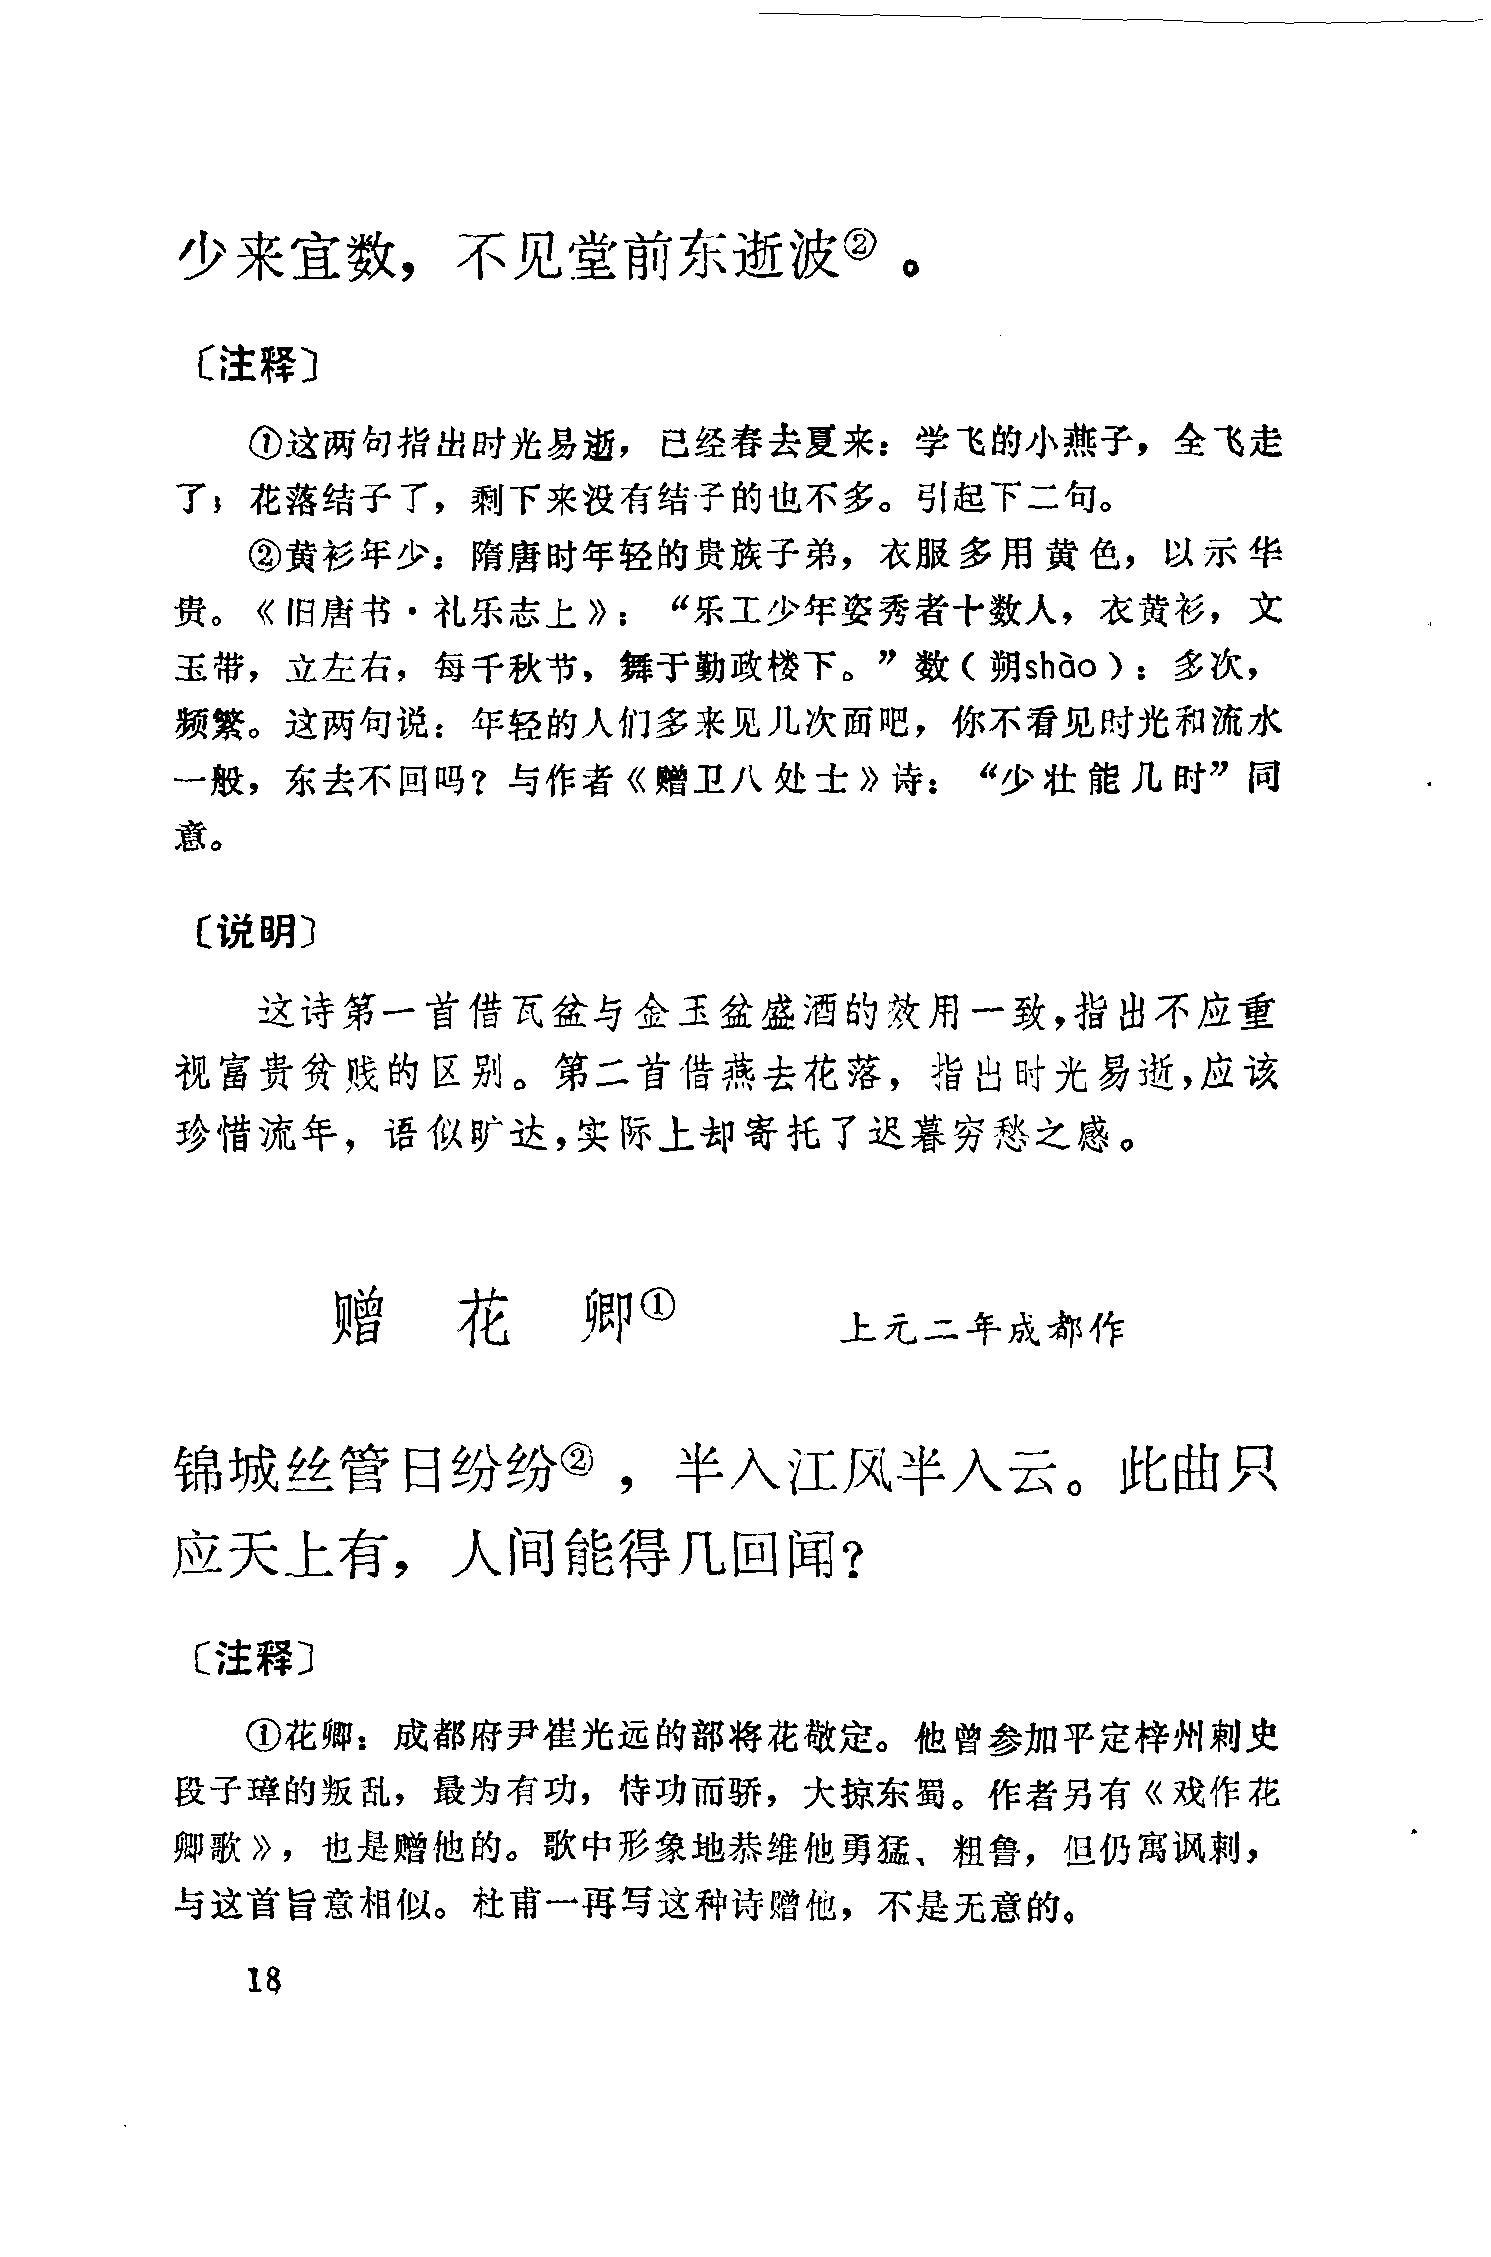 少来宜数，不见堂前东逝波②。
〔注释〕
①这两句指出时光易逝，已经春去夏来：学飞的小燕子，全飞走
了；花落结子了，剩下来没有结子的也不多。引起下二句。
②黄衫年少：隋唐时年轻的贵族子弟，衣服多用黄色，以示华
贵。《旧唐书·礼乐志上》：“乐工少年姿秀者十数人，衣黄衫，文
玉带，立左右，每千秋节，舞于勤政楼下。”数（朔shào）：多次，
频繁。这两句说：年轻的人们多来见几次面吧，你不看见时光和流水
一般，东去不回吗？与作者《赠卫八处士》诗：“少壮能几时”同
意。
〔说明〕
这诗第一首借瓦盆与金玉盆盛酒的效用一致，指出不应重
视富贵贫贱的区别。第二首借燕去花落，指出时光易逝，应该
珍惜流年，语似旷达，实际上却寄托了迟暮穷愁之感。
赠花卿① 上元二年成都作
锦城丝管日纷纷②，半入江风半入云。此曲只
应天上有，人间能得几回闻？
〔注释〕
①花卿：成都府尹崔光远的部将花敬定。他曾参加平定梓州刺史
段子璋的叛乱，最为有功，恃功而骄，大掠东蜀。作者另有《戏作花
卿歌》，也是赠他的。歌中形象地恭维他勇猛、粗鲁，但仍寓讽刺，
与这首旨意相似。杜甫一再写这种诗赠他，不是无意的。
18